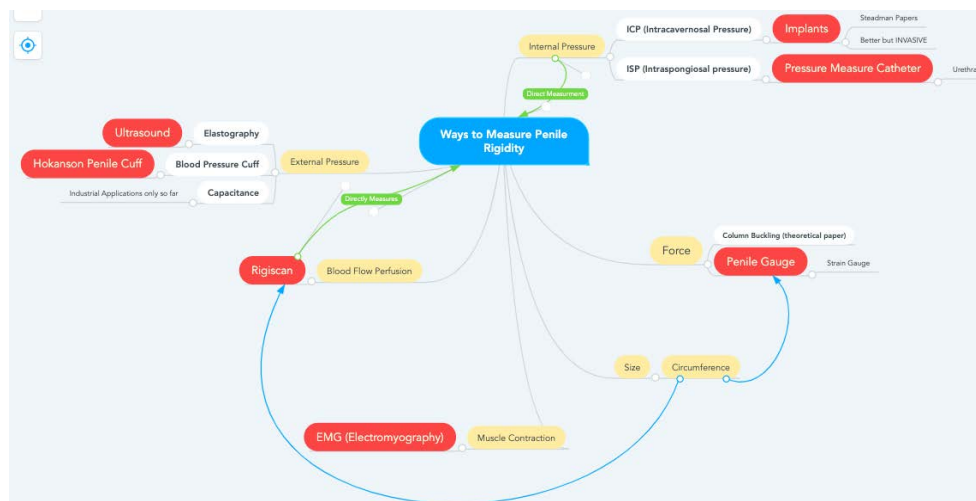 Ways to Measure Penile
Rigidity
Internal Pressure
Direct Measurment
ICP (Intracavernosal Pressure)
Implants
Steadman Papers
Better but INVASIVE
ISP (Intraspongiosal pressure)
Pressure Measure Catheter
Urethra
External Pressure
Elastography
Ultrasound
Blood Pressure Cuff
Hokanson Penile Cuff
Capacitance
Industrial Applications only so far
Directly Measures
Blood Flow Perfusion
Rigiscan
Force
Column Buckling (theoretical paper)
Penile Gauge
Strain Gauge
Size
Circumference
Muscle Contraction
EMG (Electromyography)